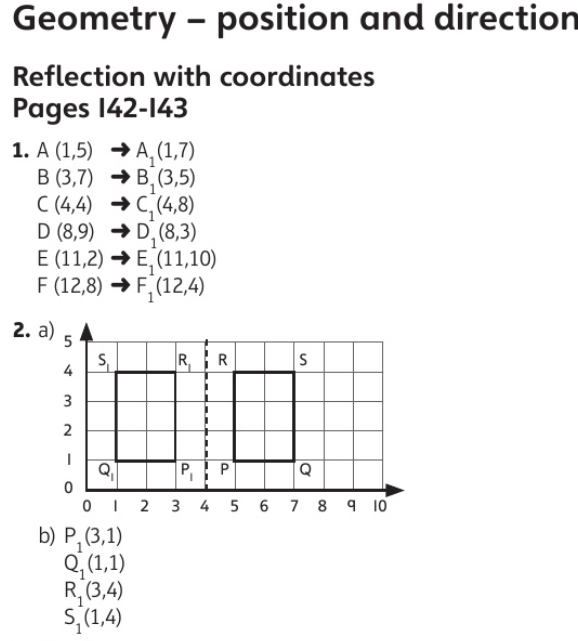 Geometry – position and direction
Reflection with coordinates
Pages 142-143
1. A (1,5) → A₁(1,7)
B (3,7) → B₁(3,5)
C (4,4) → C₁(4,8)
D (8,9) → D₁(8,3)
E (11,2) → E₁(11,10)
F (12,8) → F₁(12,4)
2. a) 5
S₁ R₁ R S
4
3
2
1
Q₁ P₁ P Q
0
0 1 2 3 4 5 6 7 8 9 10
b) P₁(3,1)
Q₁(1,1)
R₁(3,4)
S₁(1,4)